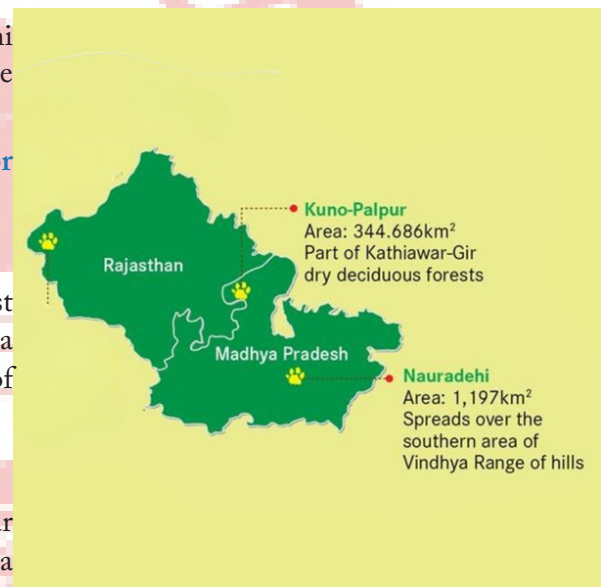 Kuno-Palpur
Area: 344.686km²
Part of Kathiawar-Gir
dry deciduous forests
Rajasthan
Madhya Pradesh
Nauradehi
Area: 1,197km²
Spreads over the
southern area of
Vindhya Range of hills